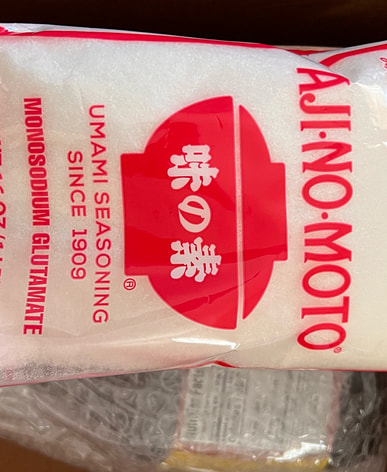 AJI·NO·MOTO®
味の素®
UMAMI SEASONING
SINCE 1909
MONOSODIUM GLUTAMATE